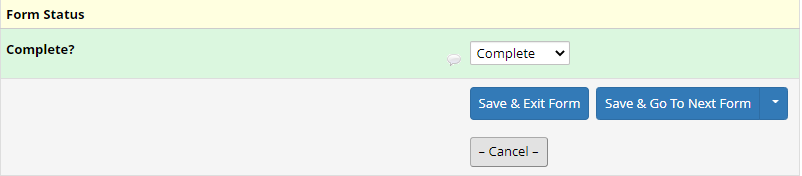 Form Status
Complete?
Complete
Save & Exit Form
Save & Go To Next Form
– Cancel –